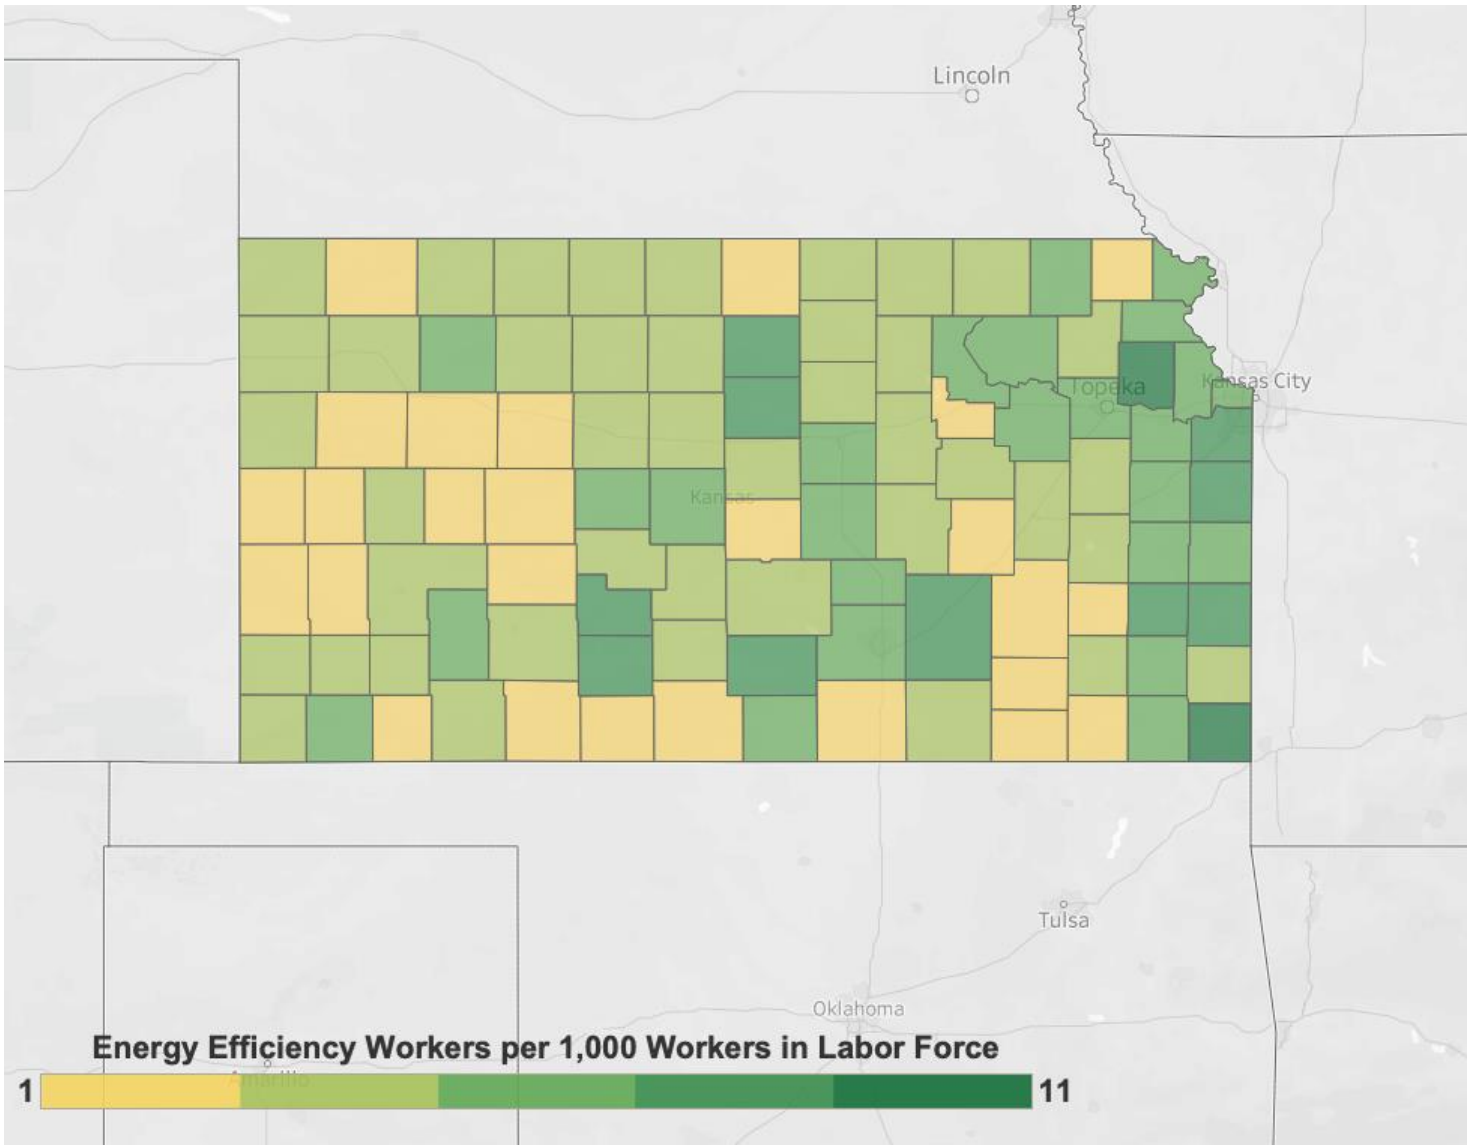 Lincoln
Kansas City
Topeka
Kansas
Tulsa
Oklahoma
Energy Efficiency Workers per 1,000 Workers in Labor Force
Amarillo
1
11